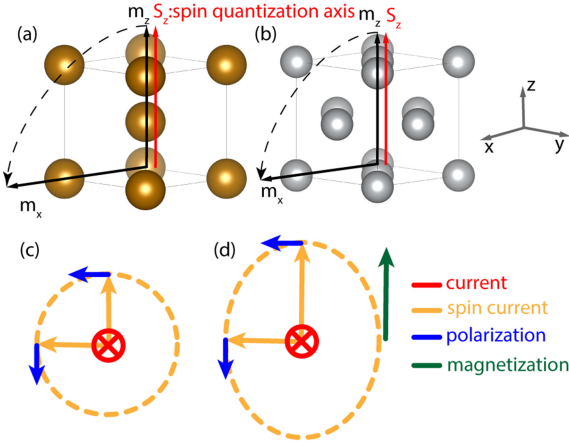 (a)
m_z S_z:spin quantization axis
m_x
(b)
m_z S_z
m_x
z
x
y
(c)
(d)
current
spin current
polarization
magnetization